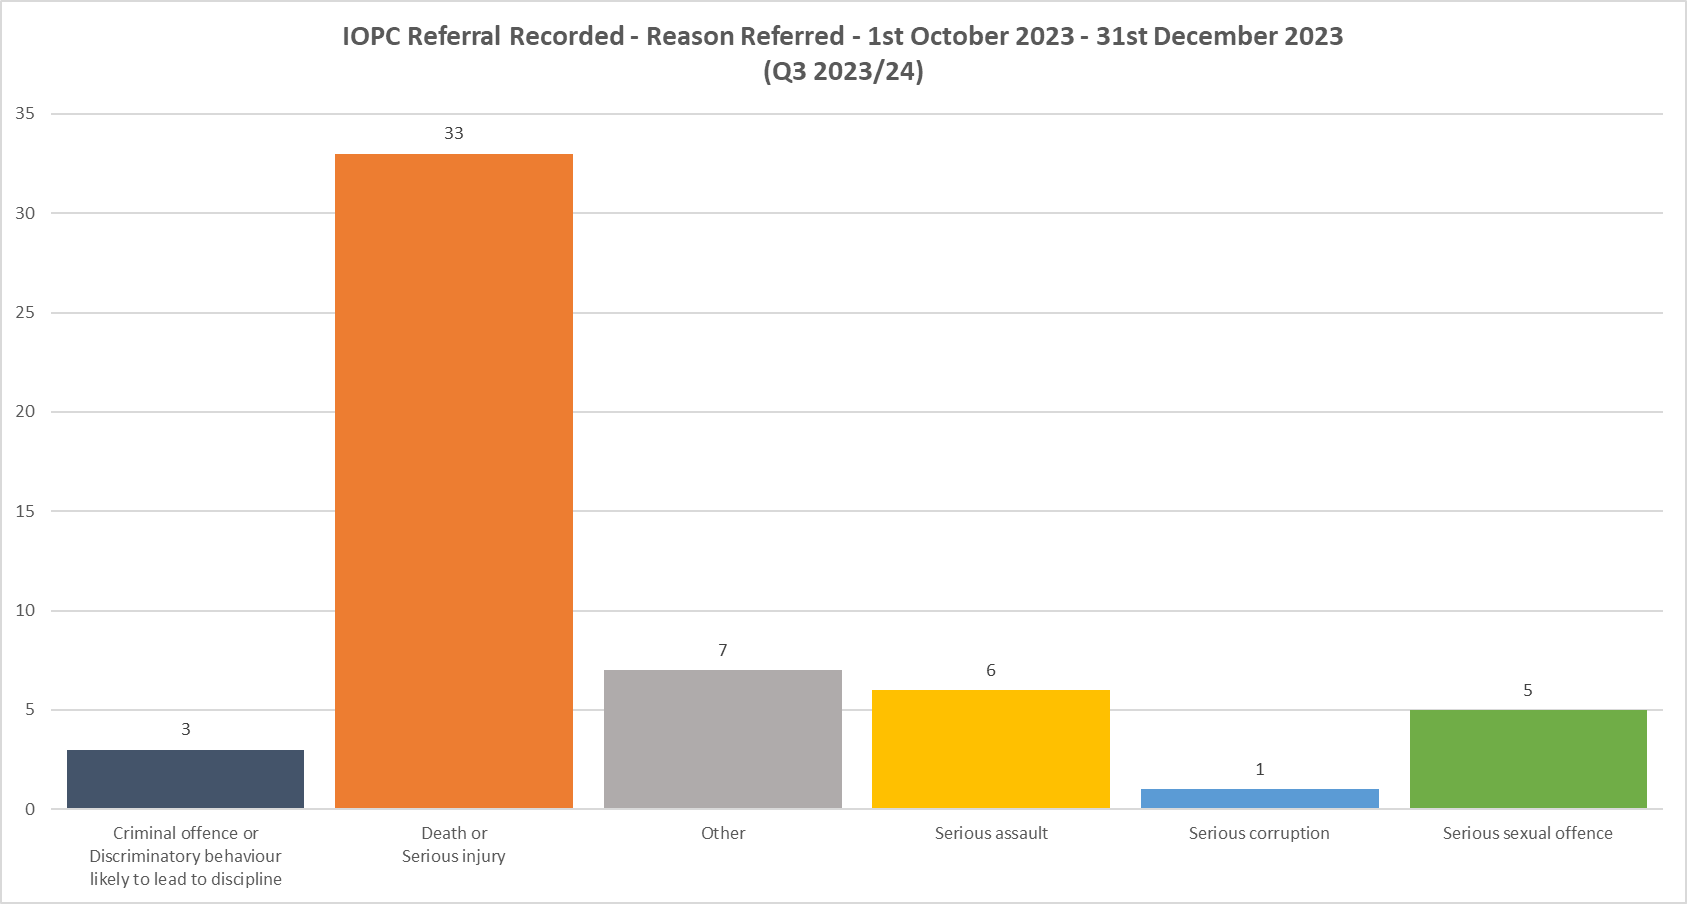 IOPC Referral Recorded - Reason Referred - 1st October 2023 - 31st December 2023
(Q3 2023/24)
35
30
25
20
15
10
5
0
3
33
7
6
1
5
Criminal offence or
Discriminatory behaviour
likely to lead to discipline
Death or
Serious injury
Other
Serious assault
Serious corruption
Serious sexual offence